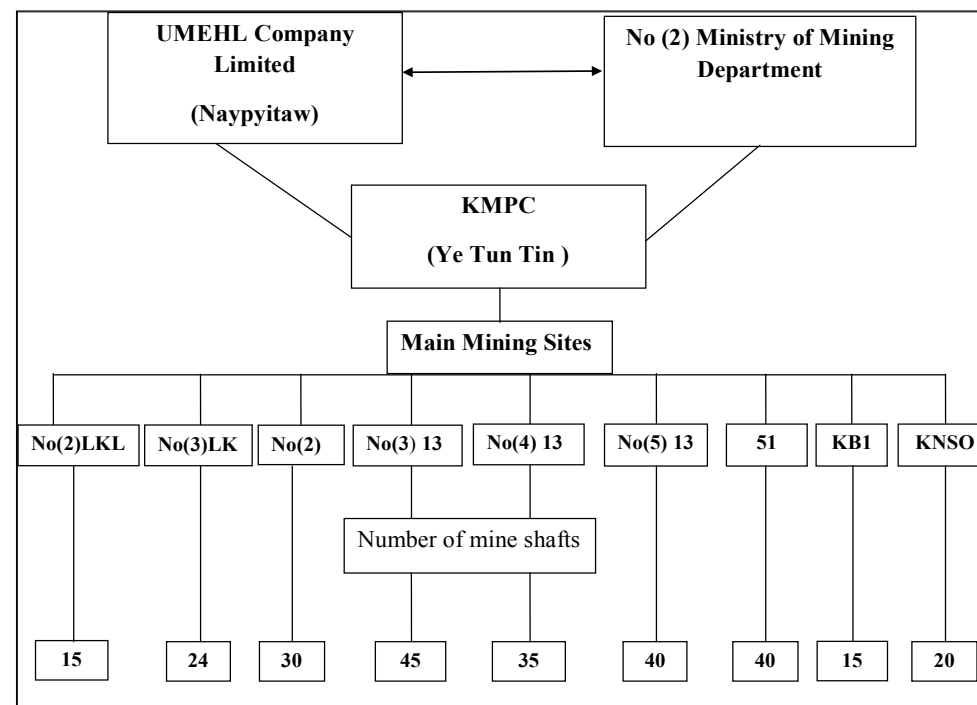 UMEHL Company
Limited
(Naypyitaw)
No (2) Ministry of Mining
Department
KMPC
(Ye Tun Tin )
Main Mining Sites
No(2)LKL
No(3)LK
No(2)
No(3) 13
No(4) 13
No(5) 13
51
KB1
KNSO
Number of mine shafts
15
24
30
45
35
40
40
15
20